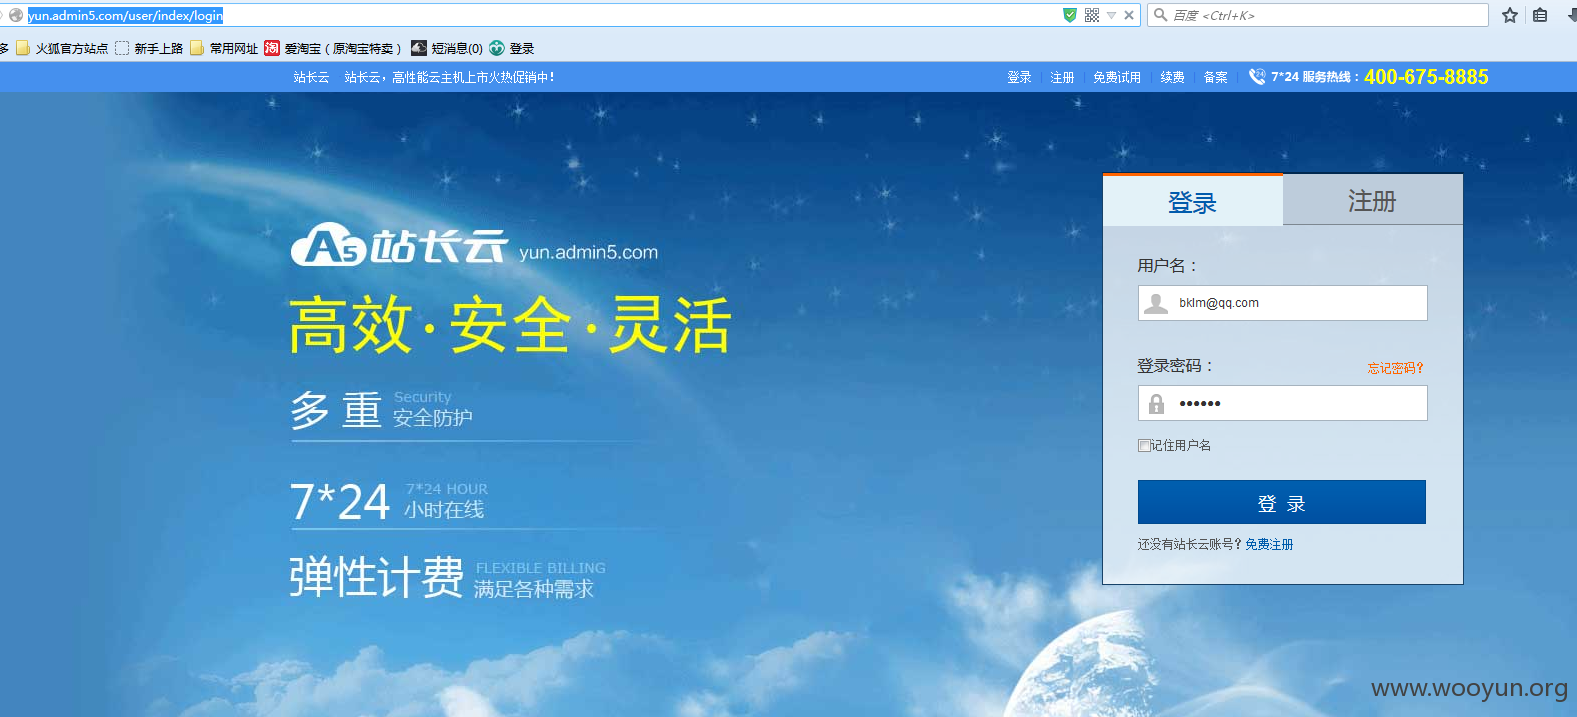 yun.admin5.com/user/index/login
百度 <Ctrl+K>
多 火狐官方站点 新手上路 常用网址 淘 爱淘宝（原淘宝特卖） 短消息(0) 登录
站长云 站长云，高性能云主机上市火热促销中！
登录 注册 免费试用 续费 备案 7*24 服务热线：400-675-8885
登录 注册
A5站长云 yun.admin5.com
高效·安全·灵活
多 重 Security
安全防护
7*24 7*24 HOUR
小时在线
弹性计费 FLEXIBLE BILLING
满足各种需求
用户名：
bklm@qq.com
登录密码： 忘记密码?
••••••
记住用户名
登 录
还没有站长云账号? 免费注册
www.wooyun.org